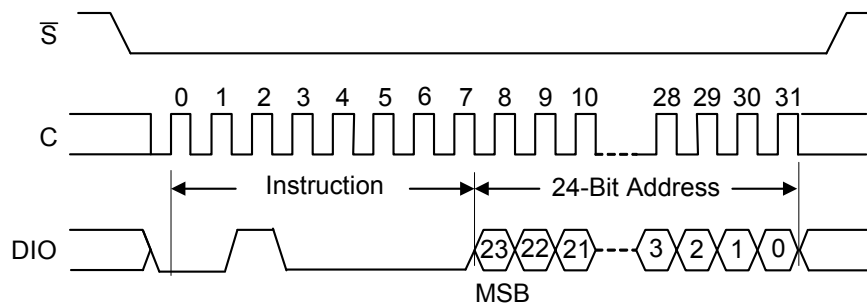 S̅
0 1 2 3 4 5 6 7 8 9 10 28 29 30 31
C
Instruction 24-Bit Address
DIO 23 22 21 3 2 1 0
MSB